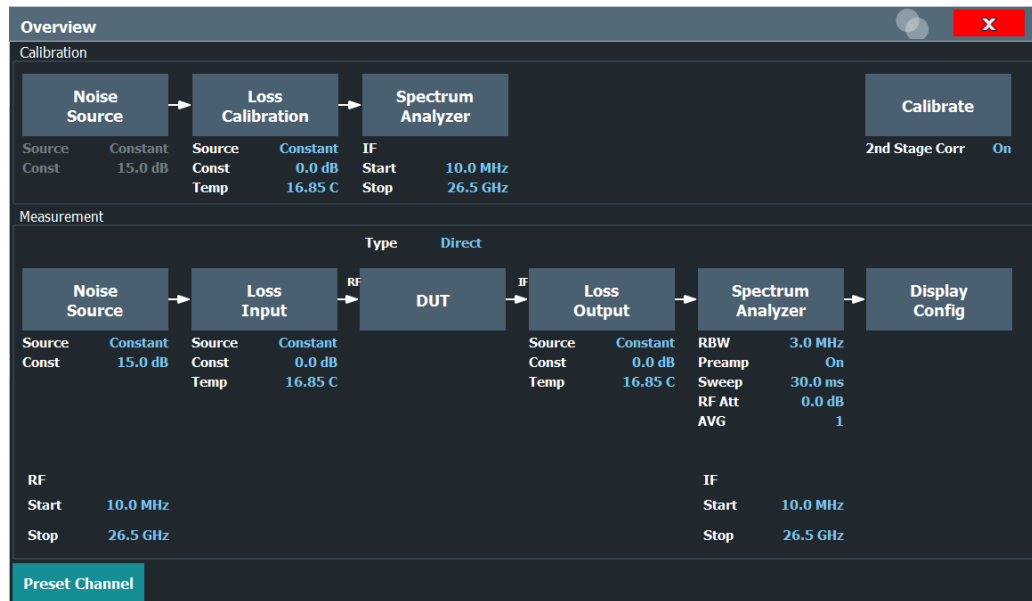 Overview X
Calibration
Noise Source
Loss Calibration
Spectrum Analyzer
Calibrate
Source Constant Source Constant IF 2nd Stage Corr On
Const 15.0 dB Const 0.0 dB Start 10.0 MHz
Temp 16.85 C Stop 26.5 GHz
Measurement
Type Direct
Noise Source
Loss Input
RF
DUT
IF
Loss Output
Spectrum Analyzer
Display Config
Source Constant Source Constant Source Constant RBW 3.0 MHz
Const 15.0 dB Const 0.0 dB Const 0.0 dB Preamp On
Temp 16.85 C Temp 16.85 C Sweep 30.0 ms
RF Att 0.0 dB
AVG 1
RF IF
Start 10.0 MHz Start 10.0 MHz
Stop 26.5 GHz Stop 26.5 GHz
Preset Channel